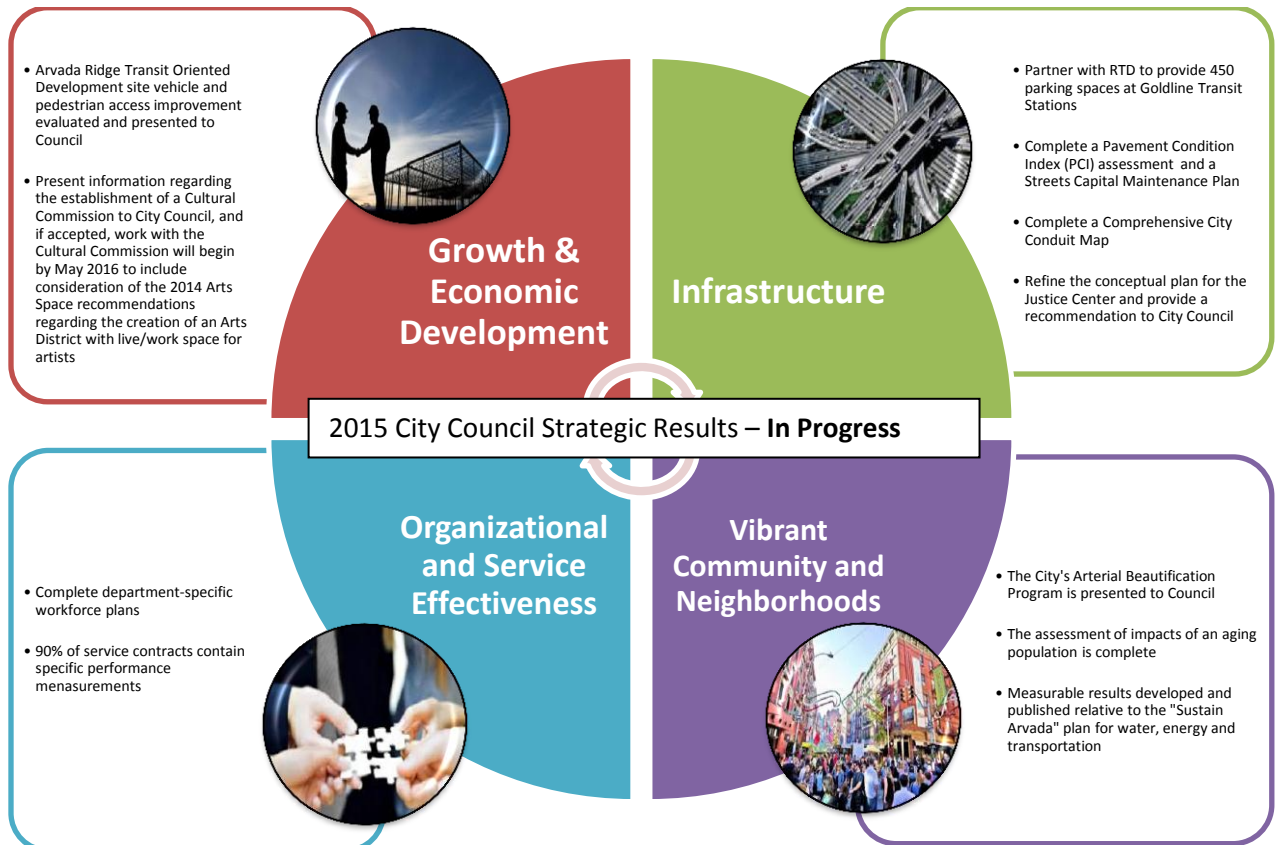 • Arvada Ridge Transit Oriented
Development site vehicle and
pedestrian access improvement
evaluated and presented to
Council
• Present information regarding
the establishment of a Cultural
Commission to City Council, and
if accepted, work with the
Cultural Commission will begin
by May 2016 to include
consideration of the 2014 Arts
Space recommendations
regarding the creation of an Arts
District with live/work space for
artists
Growth &
Economic
Development
Infrastructure
• Partner with RTD to provide 450
parking spaces at Goldline Transit
Stations
• Complete a Pavement Condition
Index (PCI) assessment and a
Streets Capital Maintenance Plan
• Complete a Comprehensive City
Conduit Map
• Refine the conceptual plan for the
Justice Center and provide a
recommendation to City Council
2015 City Council Strategic Results – In Progress
• Complete department-specific
workforce plans
• 90% of service contracts contain
specific performance
menasurements
Organizational
and Service
Effectiveness
Vibrant
Community and
Neighborhoods
• The City's Arterial Beautification
Program is presented to Council
• The assessment of impacts of an aging
population is complete
• Measurable results developed and
published relative to the "Sustain
Arvada" plan for water, energy and
transportation